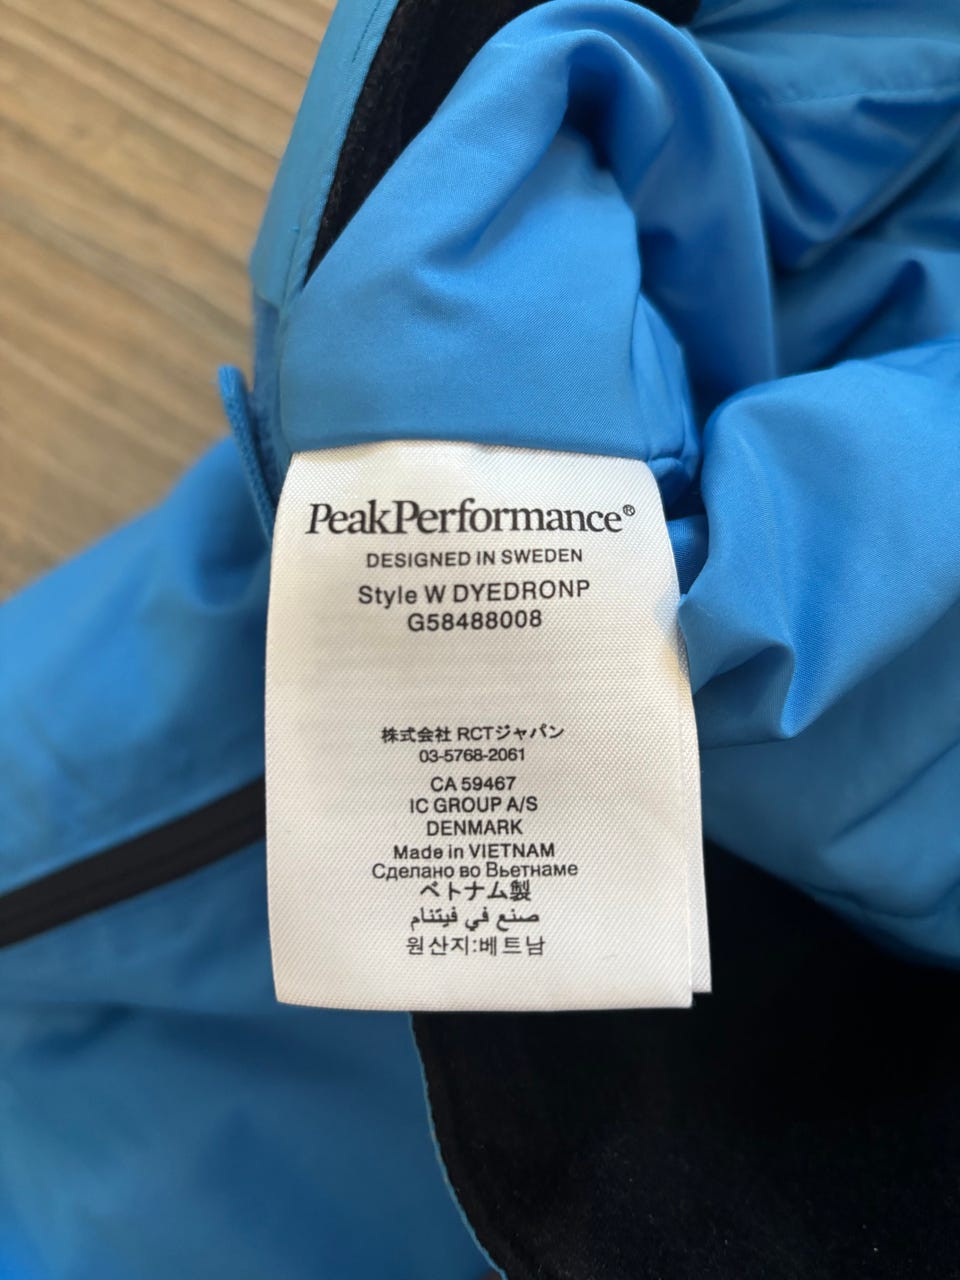 PeakPerformance®
DESIGNED IN SWEDEN
Style W DYEDRONP
G58488008
株式会社 RCTジャパン
03-5768-2061
CA 59467
IC GROUP A/S
DENMARK
Made in VIETNAM
Сделано во Вьетнаме
ベトナム製
صنع في فيتنام
원산지:베트남